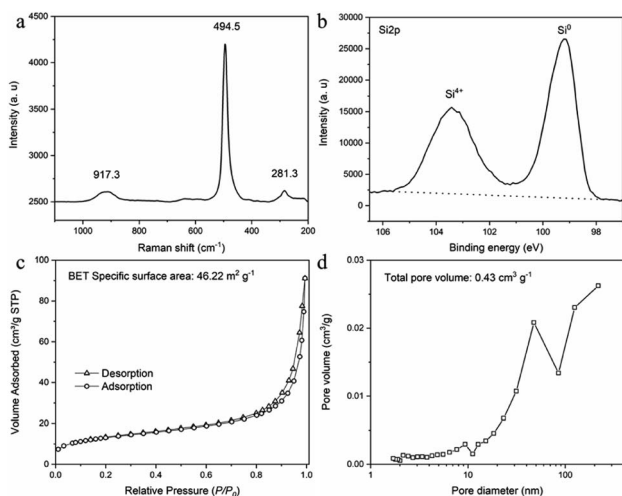 a
494.5
917.3
281.3
4500
4000
3500
3000
2500
1000
800
600
400
200
Intensity (a. u)
Raman shift (cm⁻¹)
b
Si2p
Si⁰
Si⁴⁺
30000
25000
20000
15000
10000
5000
0
106
104
102
100
98
Intensity (a. u)
Binding energy (eV)
c
BET Specific surface area: 46.22 m² g⁻¹
Desorption
Adsorption
100
80
60
40
20
0
0.0
0.2
0.4
0.6
0.8
1.0
Volume Adsorbed (cm³/g STP)
Relative Pressure (P/P₀)
d
Total pore volume: 0.43 cm³ g⁻¹
0.03
0.02
0.01
0.00
1
10
100
Pore volume (cm³/g)
Pore diameter (nm)